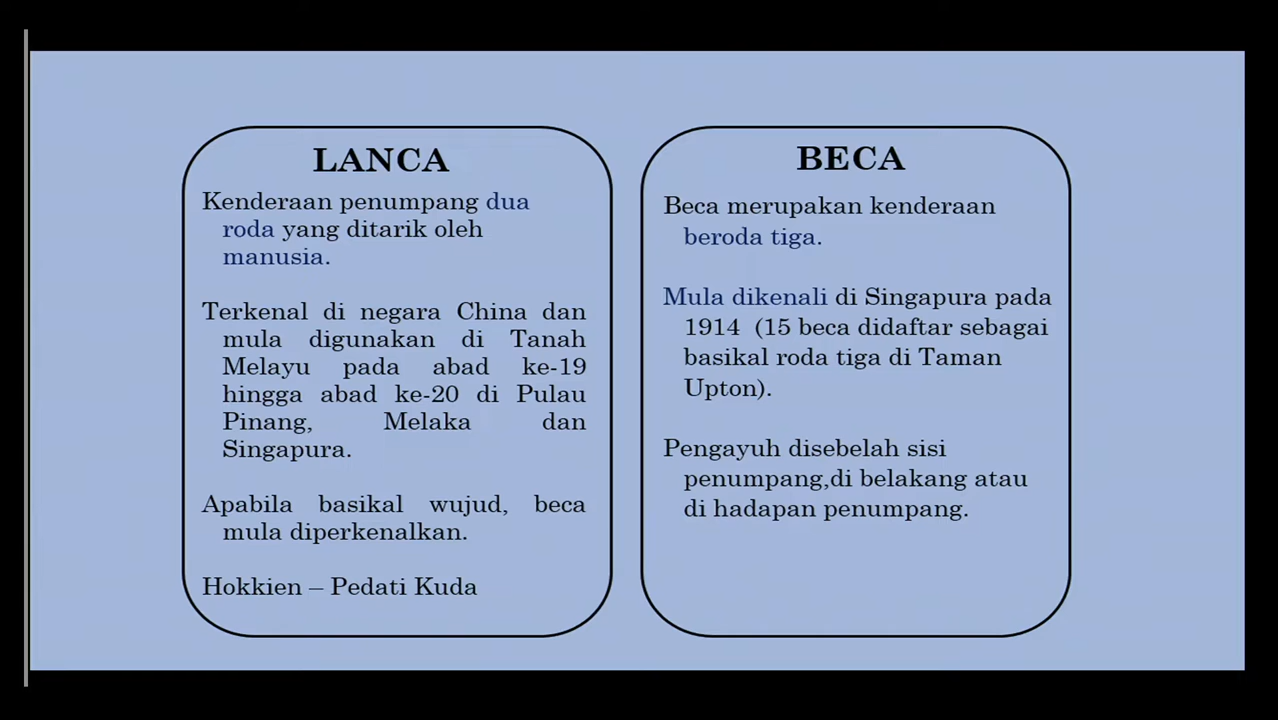 LANCA
Kenderaan penumpang dua
roda yang ditarik oleh
manusia.
Terkenal di negara China dan
mula digunakan di Tanah
Melayu pada abad ke-19
hingga abad ke-20 di Pulau
Pinang, Melaka dan
Singapura.
Apabila basikal wujud, beca
mula diperkenalkan.
Hokkien – Pedati Kuda
BECA
Beca merupakan kenderaan
beroda tiga.
Mula dikenali di Singapura pada
1914 (15 beca didaftar sebagai
basikal roda tiga di Taman
Upton).
Pengayuh disebelah sisi
penumpang,di belakang atau
di hadapan penumpang.